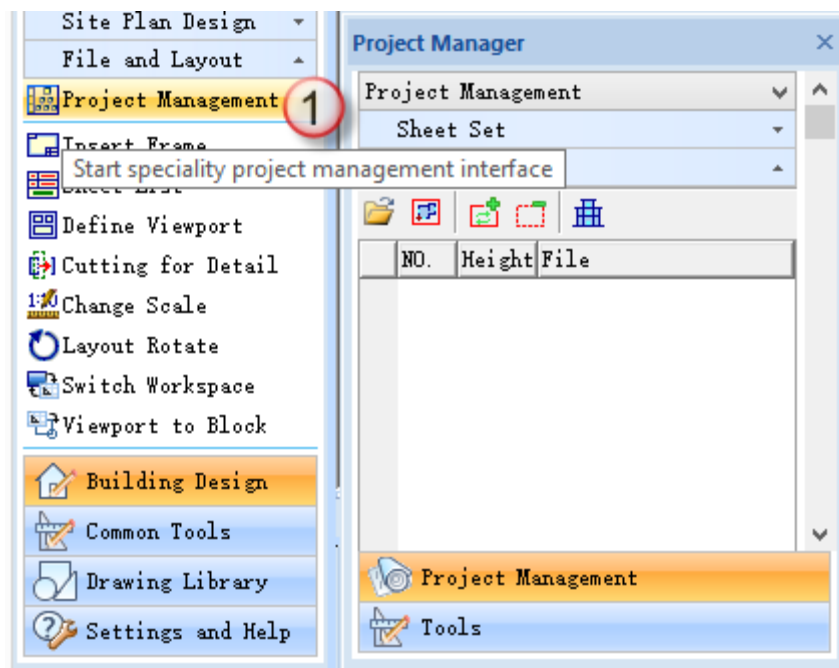 Site Plan Design
File and Layout
Project Management
1
Insert Frame
Start speciality project management interface
Sheet List
Define Viewport
Cutting for Detail
Change Scale
Layout Rotate
Switch Workspace
Viewport to Block
Building Design
Common Tools
Drawing Library
Settings and Help
Project Manager
Project Management
Sheet Set
NO. Height File
Project Management
Tools